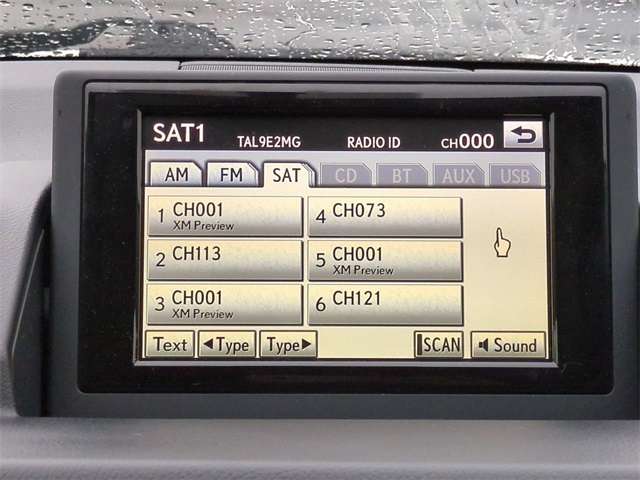 SAT1 TAL9E2MG RADIO ID CH000
AM FM SAT CD BT AUX USB
1 CH001
XM Preview
4 CH073
2 CH113
5 CH001
XM Preview
3 CH001
XM Preview
6 CH121
Text ◀Type Type▶ SCAN Sound